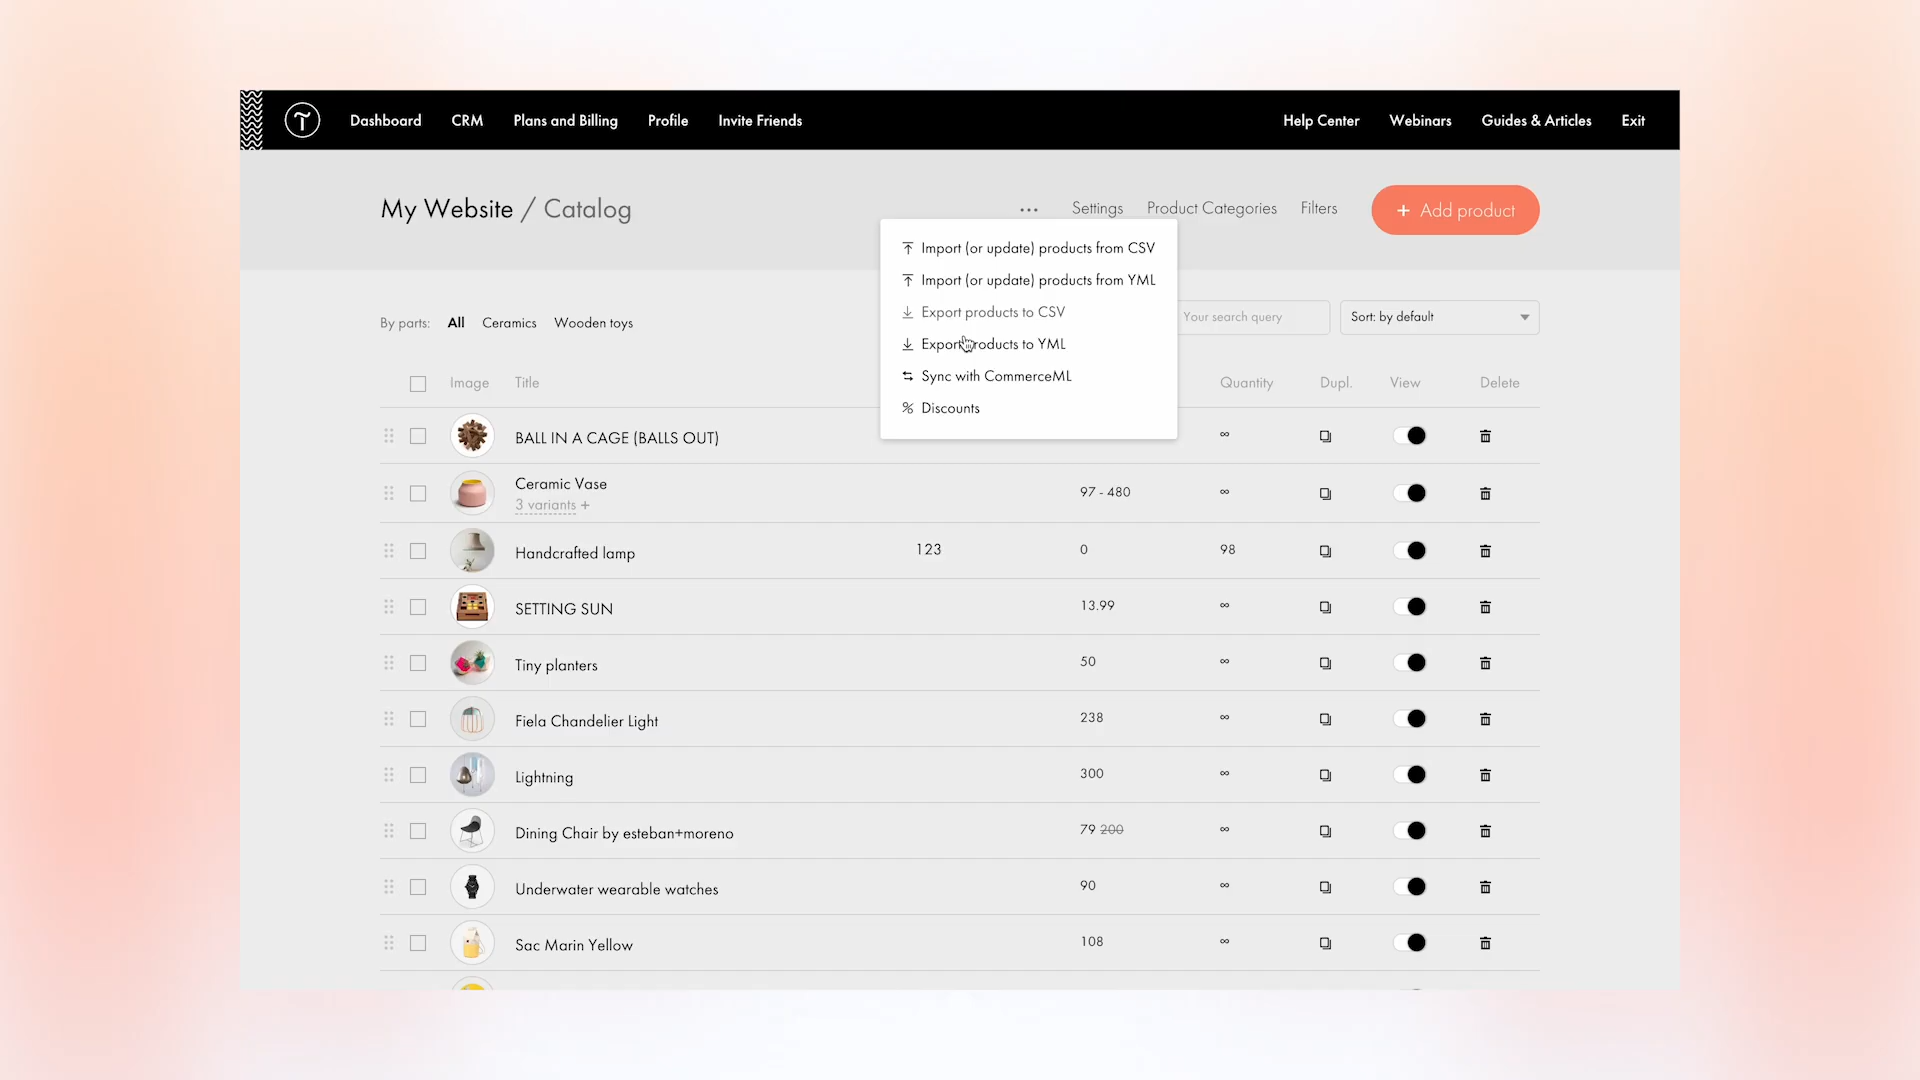 Dashboard CRM Plans and Billing Profile Invite Friends Help Center Webinars Guides & Articles Exit
My Website / Catalog
... Settings Product Categories Filters + Add product
Import (or update) products from CSV
Import (or update) products from YML
Export products to CSV
Export products to YML
Sync with CommerceML
% Discounts
By parts: All Ceramics Wooden toys
Your search query Sort: by default
Image Title Quantity Dupl. View Delete
BALL IN A CAGE (BALLS OUT) ∞
Ceramic Vase 97 - 480 ∞
3 variants +
Handcrafted lamp 123 0 98
SETTING SUN 13.99 ∞
Tiny planters 50 ∞
Fiela Chandelier Light 238 ∞
Lightning 300 ∞
Dining Chair by esteban+moreno 79 200 ∞
Underwater wearable watches 90 ∞
Sac Marin Yellow 108 ∞